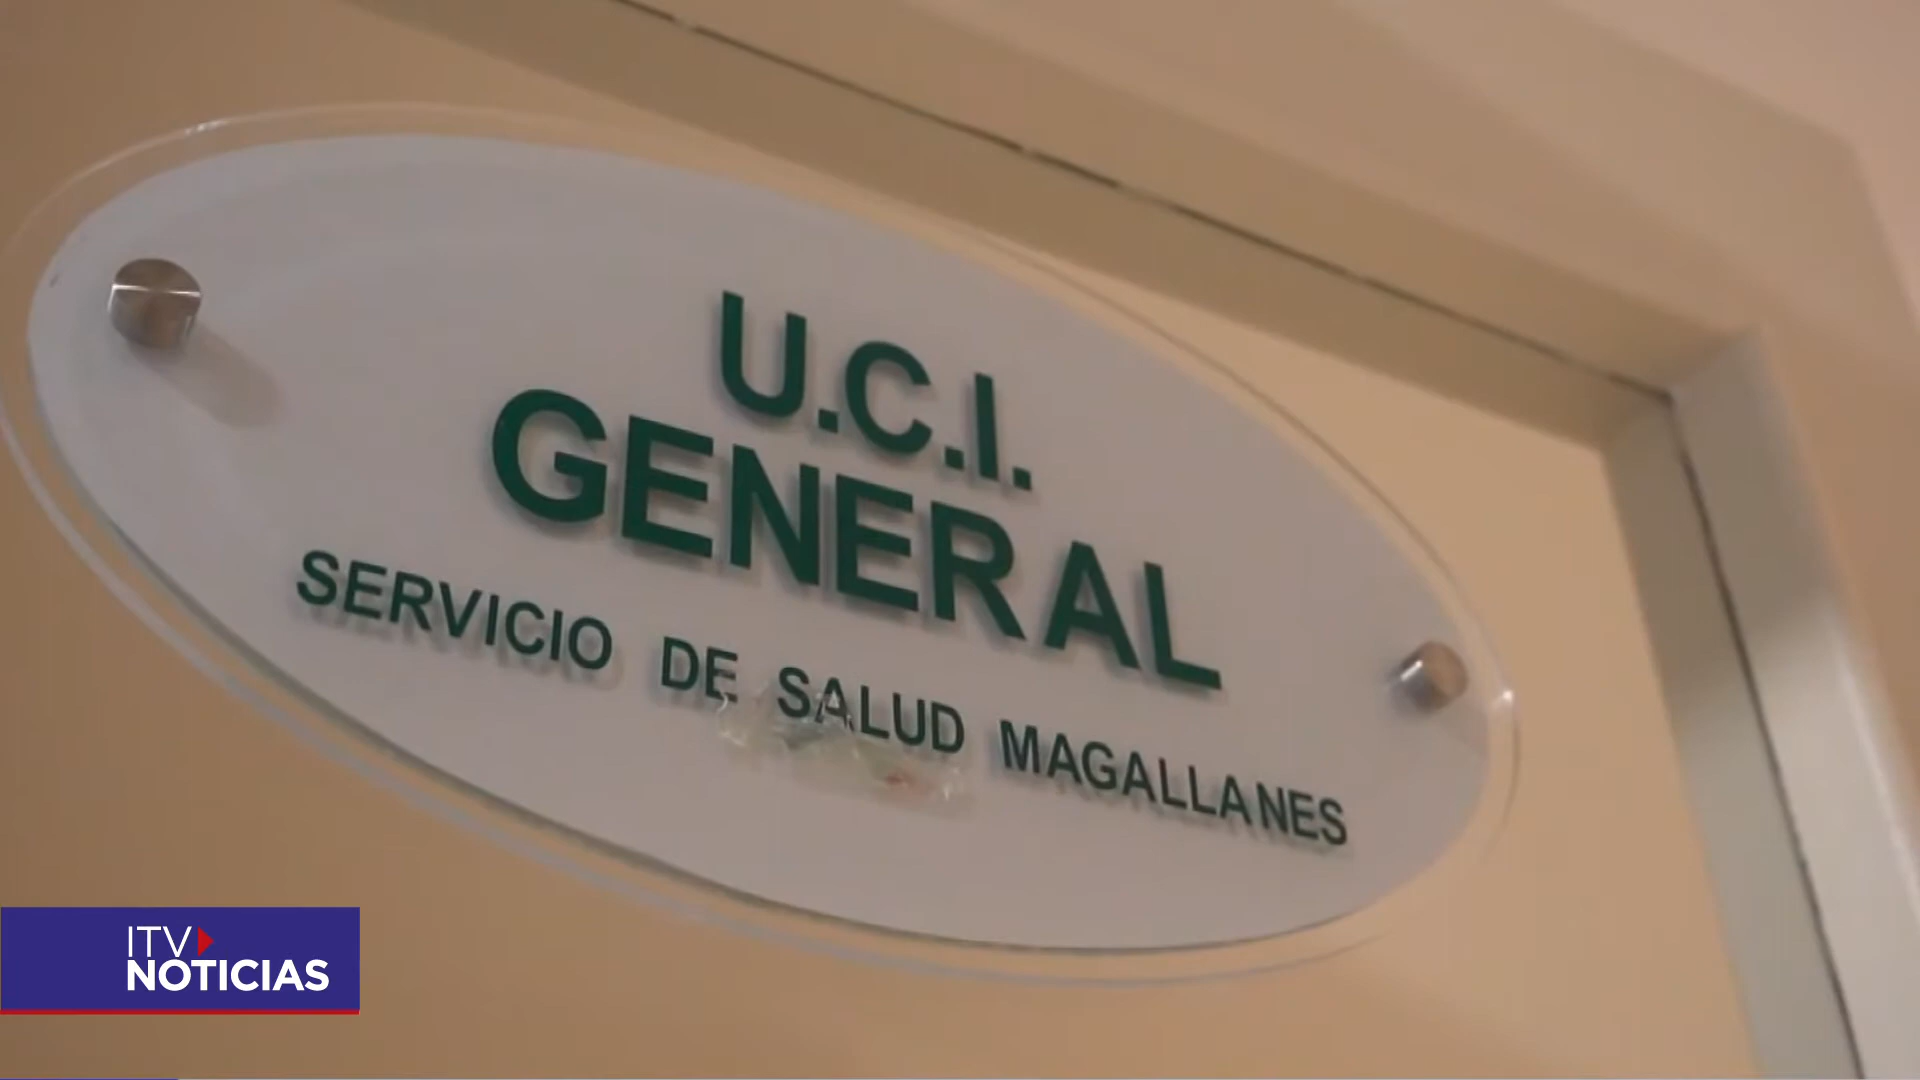 U.C.I.
GENERAL
SERVICIO DE SALUD MAGALLANES
ITV
NOTICIAS